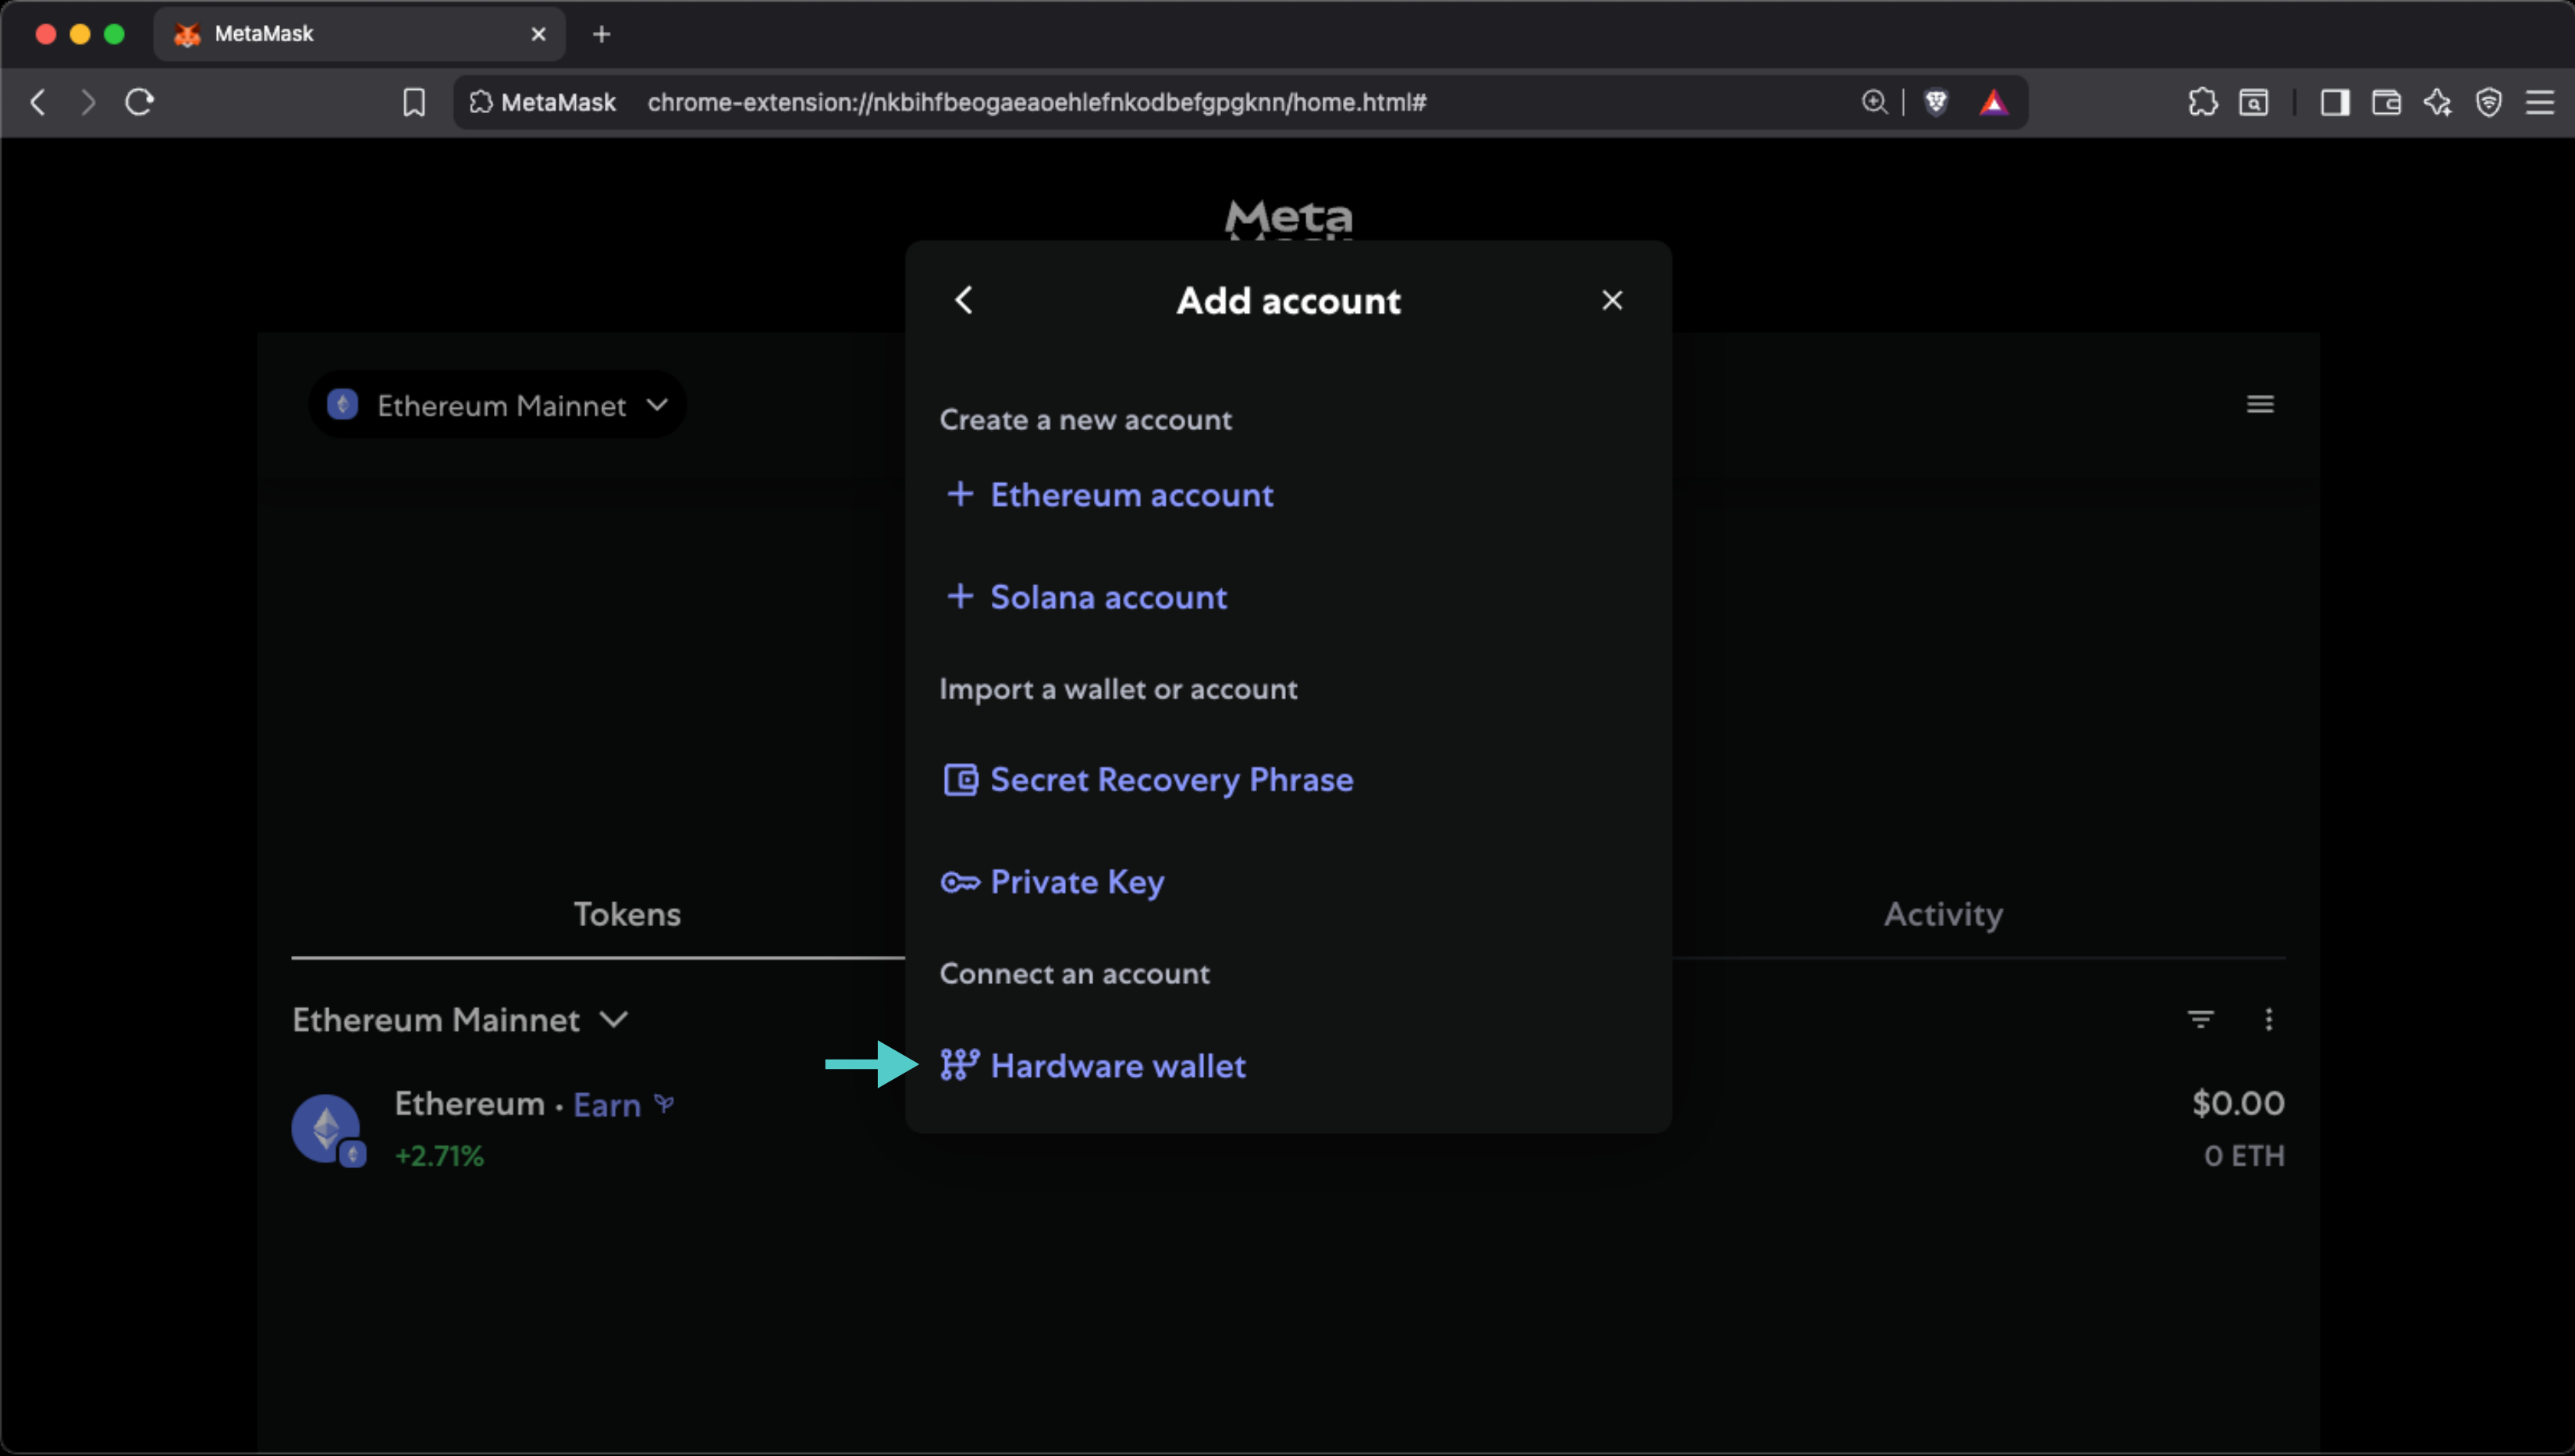 MetaMask
MetaMask chrome-extension://nkbihfbeogaeaoehlefnkodbefgpgknn/home.html#
Meta
Add account
Ethereum Mainnet
Create a new account
+ Ethereum account
+ Solana account
Import a wallet or account
Secret Recovery Phrase
Private Key
Tokens
Activity
Connect an account
Ethereum Mainnet
Hardware wallet
Ethereum · Earn
$0.00
+2.71%
0 ETH